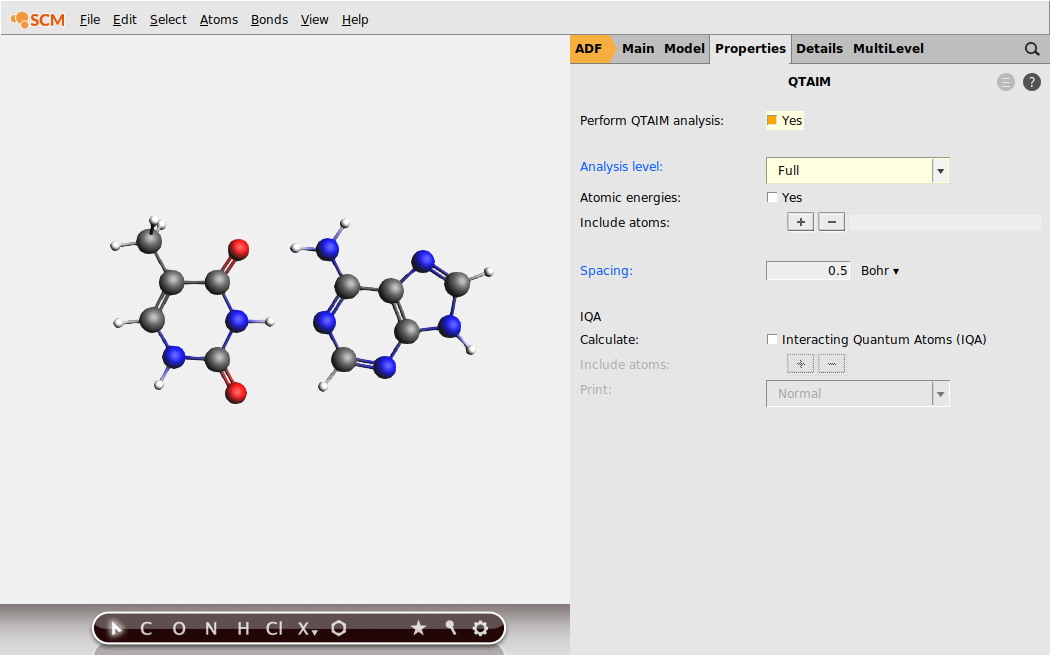 SCM File Edit Select Atoms Bonds View Help
ADF Main Model Properties Details MultiLevel
QTAIM
?
Perform QTAIM analysis: Yes
Analysis level: Full
Atomic energies: Yes
Include atoms: + −
Spacing: 0.5 Bohr
IQA
Calculate: Interacting Quantum Atoms (IQA)
Include atoms: + −
Print: Normal
C O N H Cl X